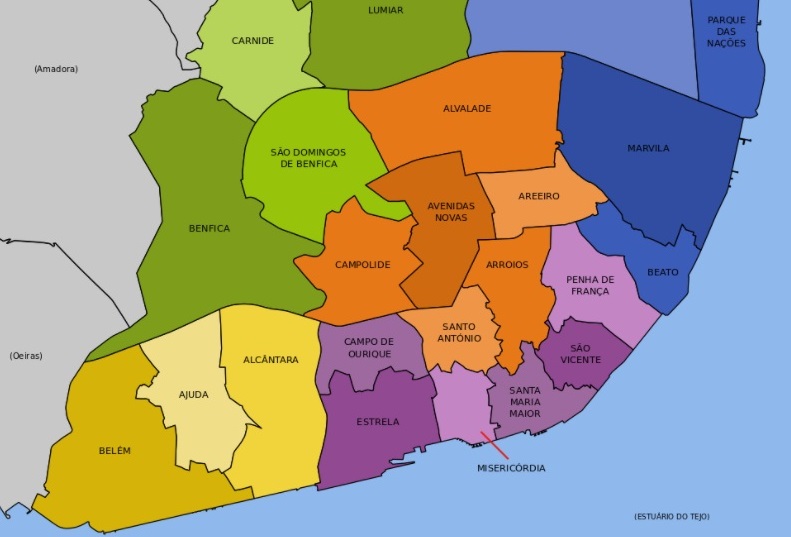 LUMIAR
PARQUE
DAS
NAÇÕES
CARNIDE
(Amadora)
ALVALADE
MARVILA
SÃO DOMINGOS
DE BENFICA
AREEIRO
AVENIDAS
NOVAS
BENFICA
CAMPOLIDE
ARROIOS
BEATO
PENHA DE
FRANÇA
SANTO
ANTÓNIO
CAMPO DE
OURIQUE
SÃO
VICENTE
(Oeiras)
ALCÂNTARA
AJUDA
SANTA
MARIA
MAIOR
ESTRELA
BELÉM
MISERICÓRDIA
(ESTUÁRIO DO TEJO)